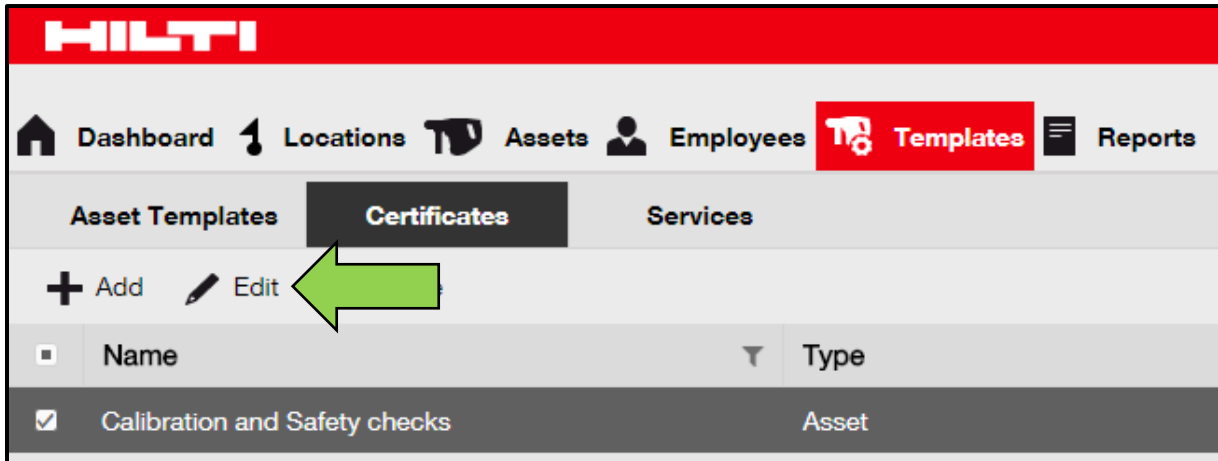 HILTI
Dashboard Locations Assets Employees Templates Reports
Asset Templates Certificates Services
Add Edit
Name Type
Calibration and Safety checks Asset